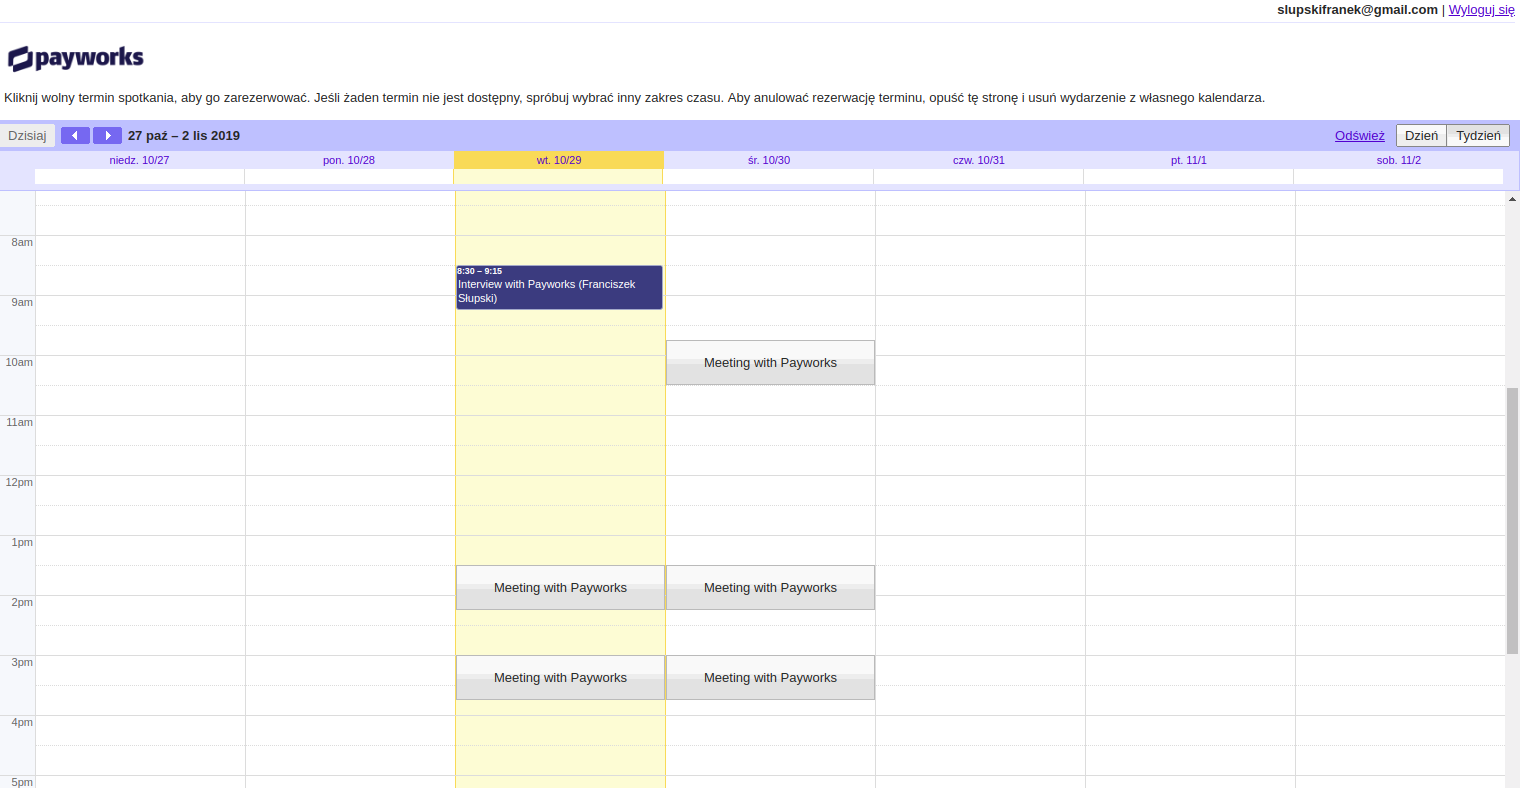 slupskifranek@gmail.com | Wyloguj się
payworks
Kliknij wolny termin spotkania, aby go zarezerwować. Jeśli żaden termin nie jest dostępny, spróbuj wybrać inny zakres czasu. Aby anulować rezerwację terminu, opuść tę stronę i usuń wydarzenie z własnego kalendarza.
Dzisiaj 27 paź – 2 lis 2019 Odśwież Dzień Tydzień
niedz. 10/27 pon. 10/28 wt. 10/29 śr. 10/30 czw. 10/31 pt. 11/1 sob. 11/2
8am
8:30 – 9:15
Interview with Payworks (Franciszek
Słupski)
9am
10am
Meeting with Payworks
11am
12pm
1pm
Meeting with Payworks Meeting with Payworks
2pm
3pm
Meeting with Payworks Meeting with Payworks
4pm
5pm